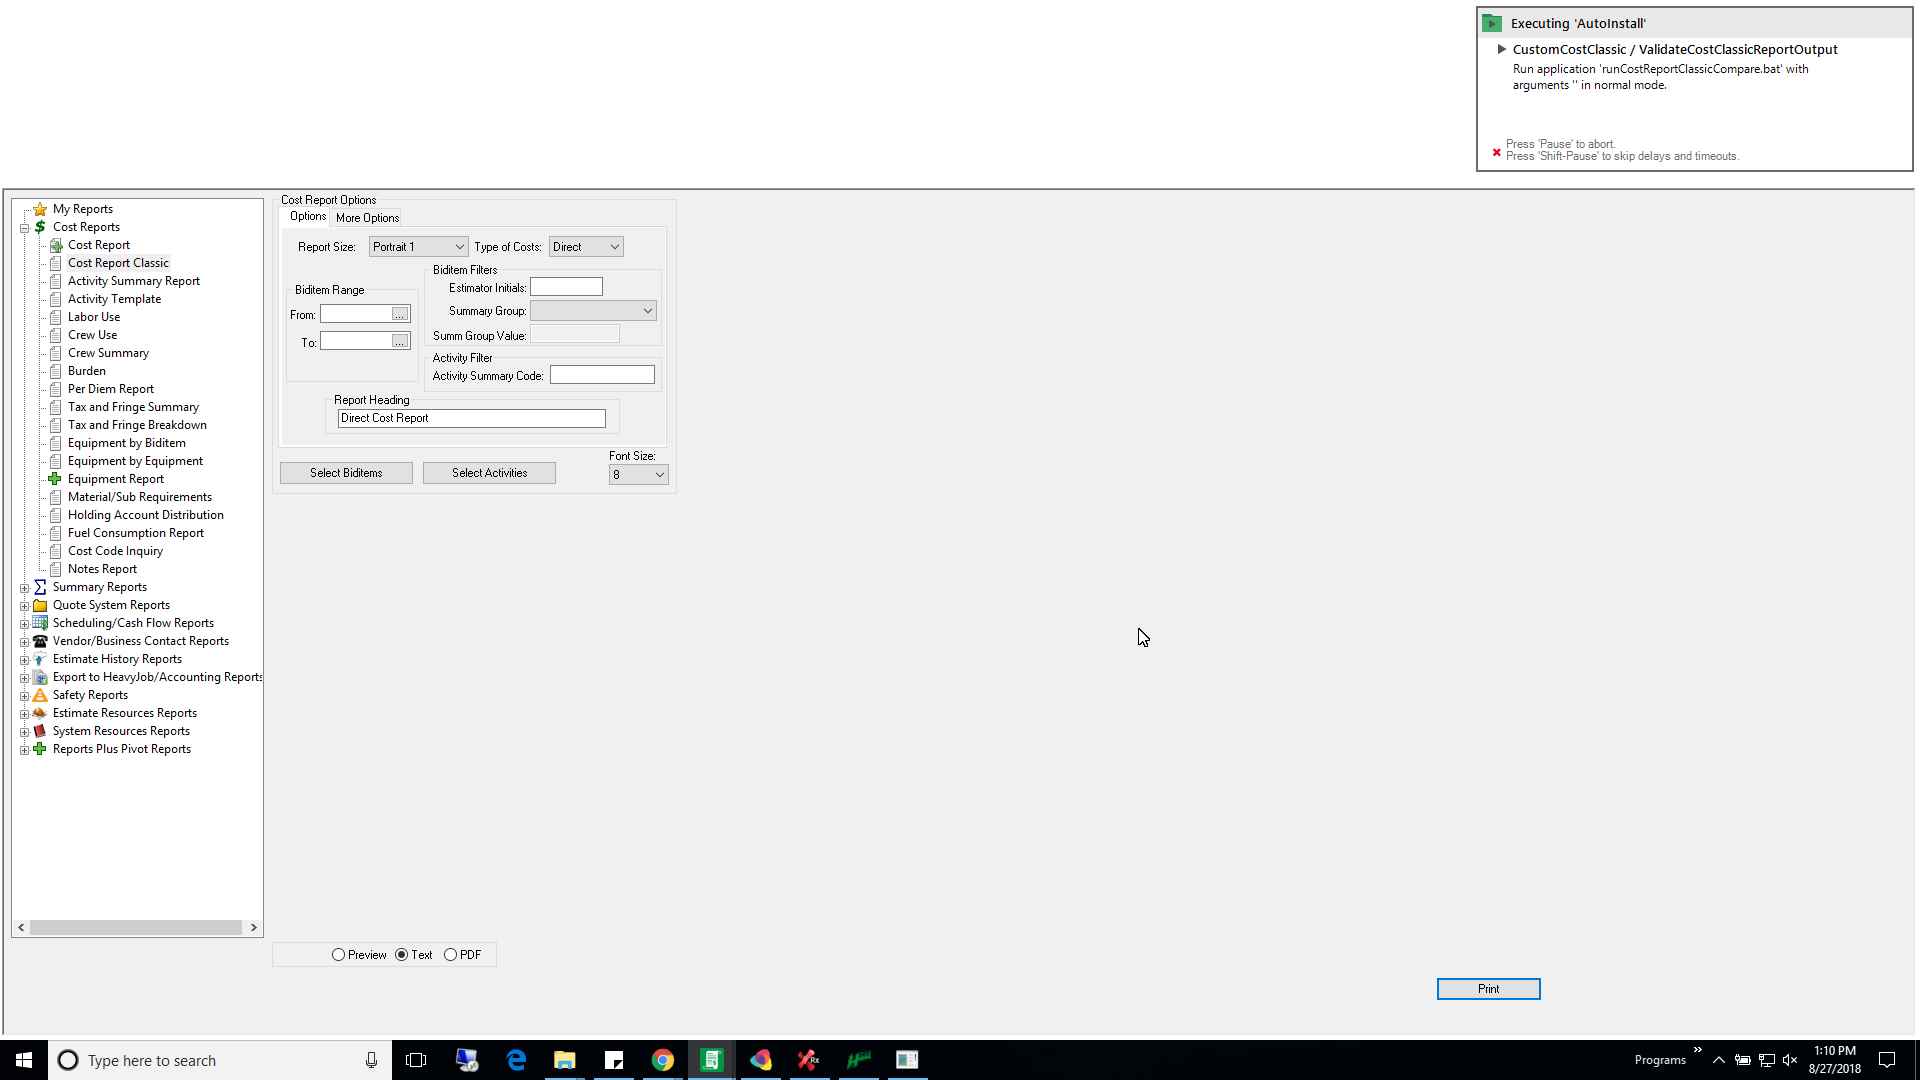 Executing 'AutoInstall'
CustomCostClassic / ValidateCostClassicReportOutput
Run application 'runCostReportClassicCompare.bat' with
arguments '' in normal mode.
Press 'Pause' to abort.
Press 'Shift-Pause' to skip delays and timeouts.
My Reports
Cost Reports
Cost Report
Cost Report Classic
Activity Summary Report
Activity Template
Labor Use
Crew Use
Crew Summary
Burden
Per Diem Report
Tax and Fringe Summary
Tax and Fringe Breakdown
Equipment by Biditem
Equipment by Equipment
Equipment Report
Material/Sub Requirements
Holding Account Distribution
Fuel Consumption Report
Cost Code Inquiry
Notes Report
Summary Reports
Quote System Reports
Scheduling/Cash Flow Reports
Vendor/Business Contact Reports
Estimate History Reports
Export to HeavyJob/Accounting Reports
Safety Reports
Estimate Resources Reports
System Resources Reports
Reports Plus Pivot Reports
Cost Report Options
Options More Options
Report Size: Portrait 1 Type of Costs: Direct
Biditem Range
From: ...
To: ...
Biditem Filters
Estimator Initials:
Summary Group:
Summ Group Value:
Activity Filter
Activity Summary Code:
Report Heading
Direct Cost Report
Select Biditems Select Activities
Font Size:
8
Preview Text PDF
Print
Type here to search
Programs
1:10 PM
8/27/2018